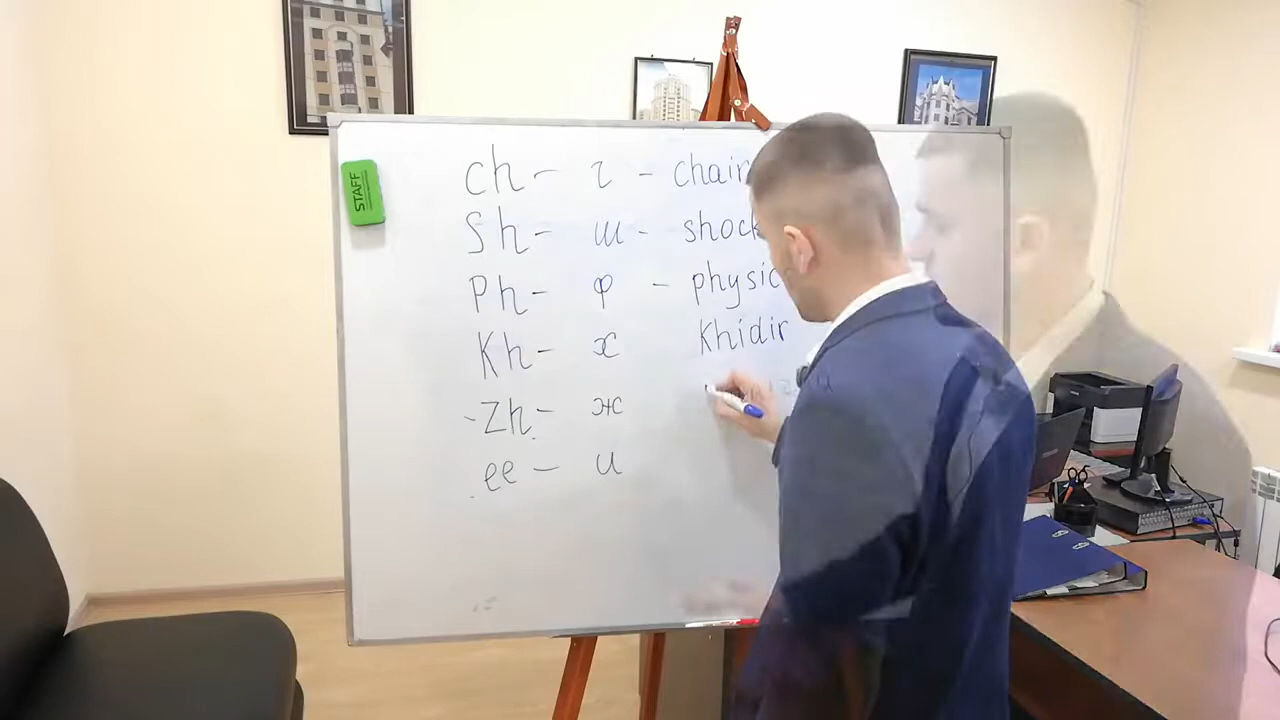 STAFF
ch - ч - chair
Sh - ш - shock
Ph - ф - physic
Kh - х Khidir
Zh - ж
ee - и